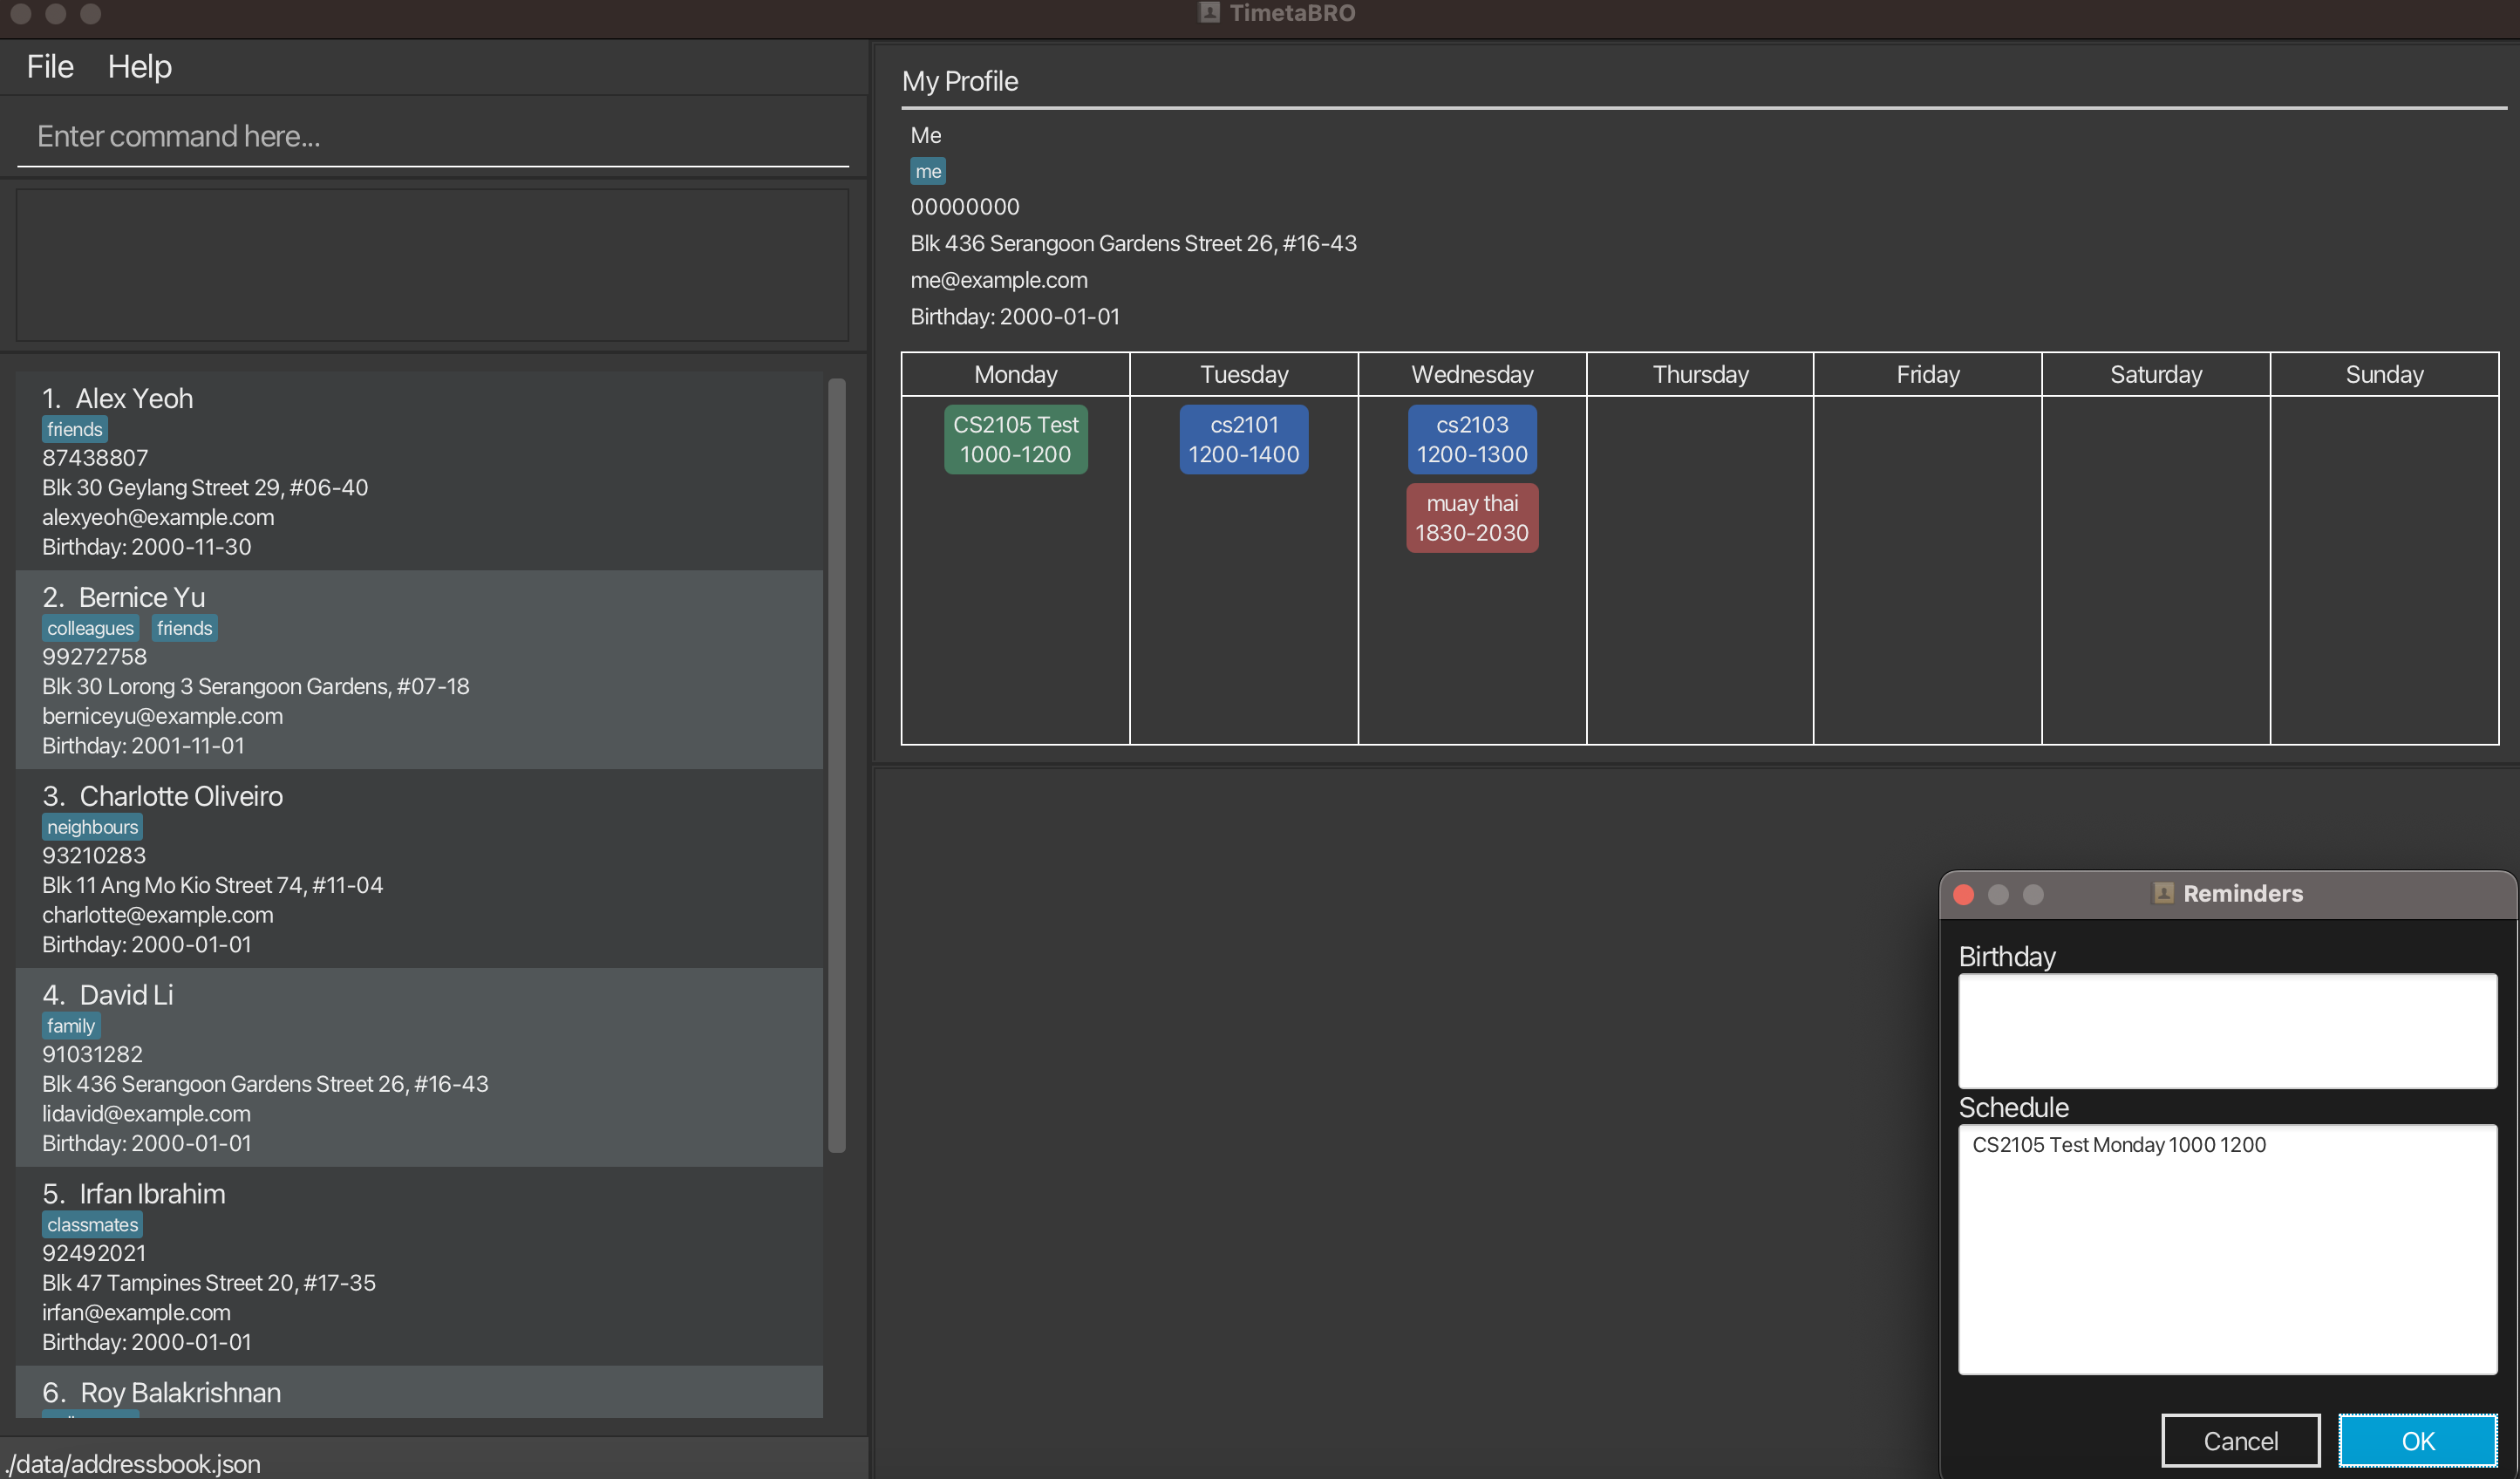 TimetaBRO
File Help
Enter command here...
1. Alex Yeoh
friends
87438807
Blk 30 Geylang Street 29, #06-40
alexyeoh@example.com
Birthday: 2000-11-30
2. Bernice Yu
colleagues friends
99272758
Blk 30 Lorong 3 Serangoon Gardens, #07-18
berniceyu@example.com
Birthday: 2001-11-01
3. Charlotte Oliveiro
neighbours
93210283
Blk 11 Ang Mo Kio Street 74, #11-04
charlotte@example.com
Birthday: 2000-01-01
4. David Li
family
91031282
Blk 436 Serangoon Gardens Street 26, #16-43
lidavid@example.com
Birthday: 2000-01-01
5. Irfan Ibrahim
classmates
92492021
Blk 47 Tampines Street 20, #17-35
irfan@example.com
Birthday: 2000-01-01
6. Roy Balakrishnan
./data/addressbook.json
My Profile
Me
me
00000000
Blk 436 Serangoon Gardens Street 26, #16-43
me@example.com
Birthday: 2000-01-01
Monday Tuesday Wednesday Thursday Friday Saturday Sunday
CS2105 Test
1000-1200
cs2101
1200-1400
cs2103
1200-1300
muay thai
1830-2030
Reminders
Birthday
Schedule
CS2105 Test Monday 1000 1200
Cancel OK